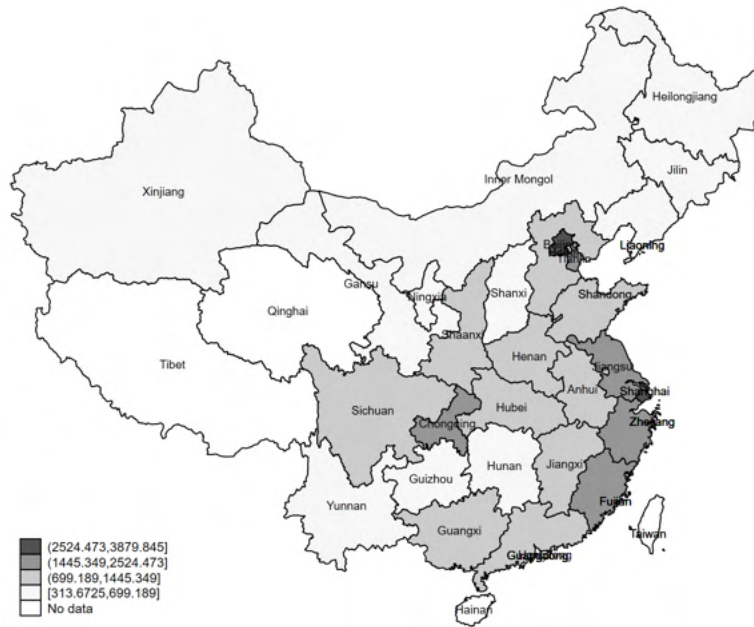 Heilongjiang
Jilin
Inner Mongol
Xinjiang
Liaoning
Gansu
Ningxia
Shanxi
Shandong
Qinghai
Shaanxi
Henan
Jiangsu
Tibet
Anhui
Shanghai
Sichuan
Hubei
Chongqing
Zhejiang
Hunan
Jiangxi
Guizhou
Fujian
Yunnan
Guangxi
Taiwan
Hainan
(2524.473,3879.845]
(1445.349,2524.473]
(699.189,1445.349]
[313.6725,699.189]
No data